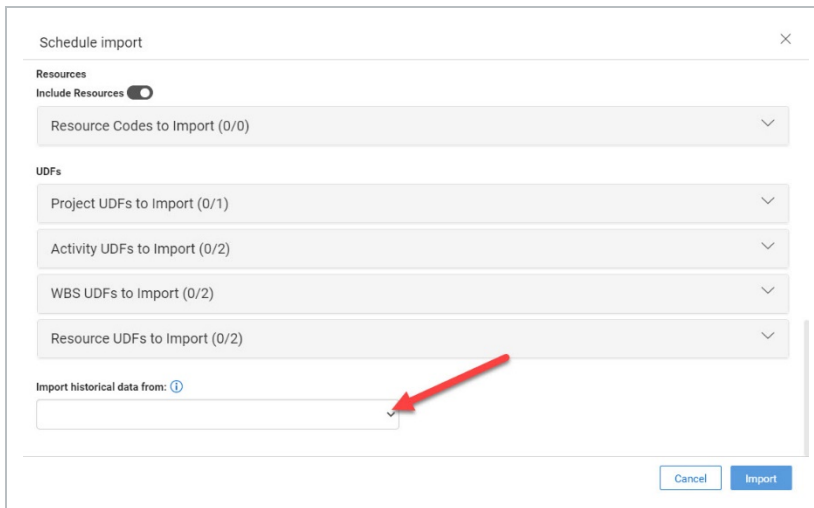 Schedule import
Resources
Include Resources
Resource Codes to Import (0/0)
UDFs
Project UDFs to Import (0/1)
Activity UDFs to Import (0/2)
WBS UDFs to Import (0/2)
Resource UDFs to Import (0/2)
Import historical data from:
Cancel Import